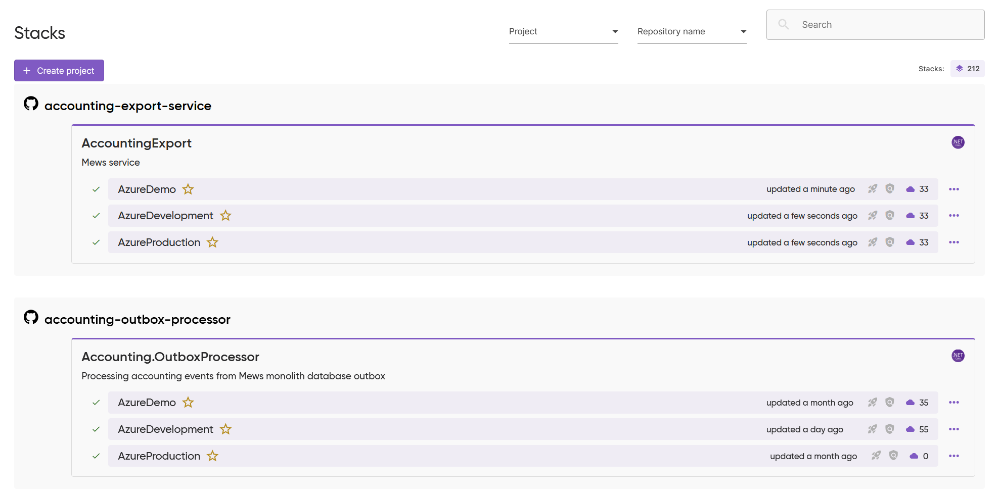 Stacks
Project
Repository name
Search
Create project
Stacks: 212
accounting-export-service
AccountingExport
.NET
Core
Mews service
AzureDemo updated a minute ago 33
AzureDevelopment updated a few seconds ago 33
AzureProduction updated a few seconds ago 33
accounting-outbox-processor
Accounting.OutboxProcessor
.NET
Core
Processing accounting events from Mews monolith database outbox
AzureDemo updated a month ago 35
AzureDevelopment updated a day ago 55
AzureProduction updated a month ago 0